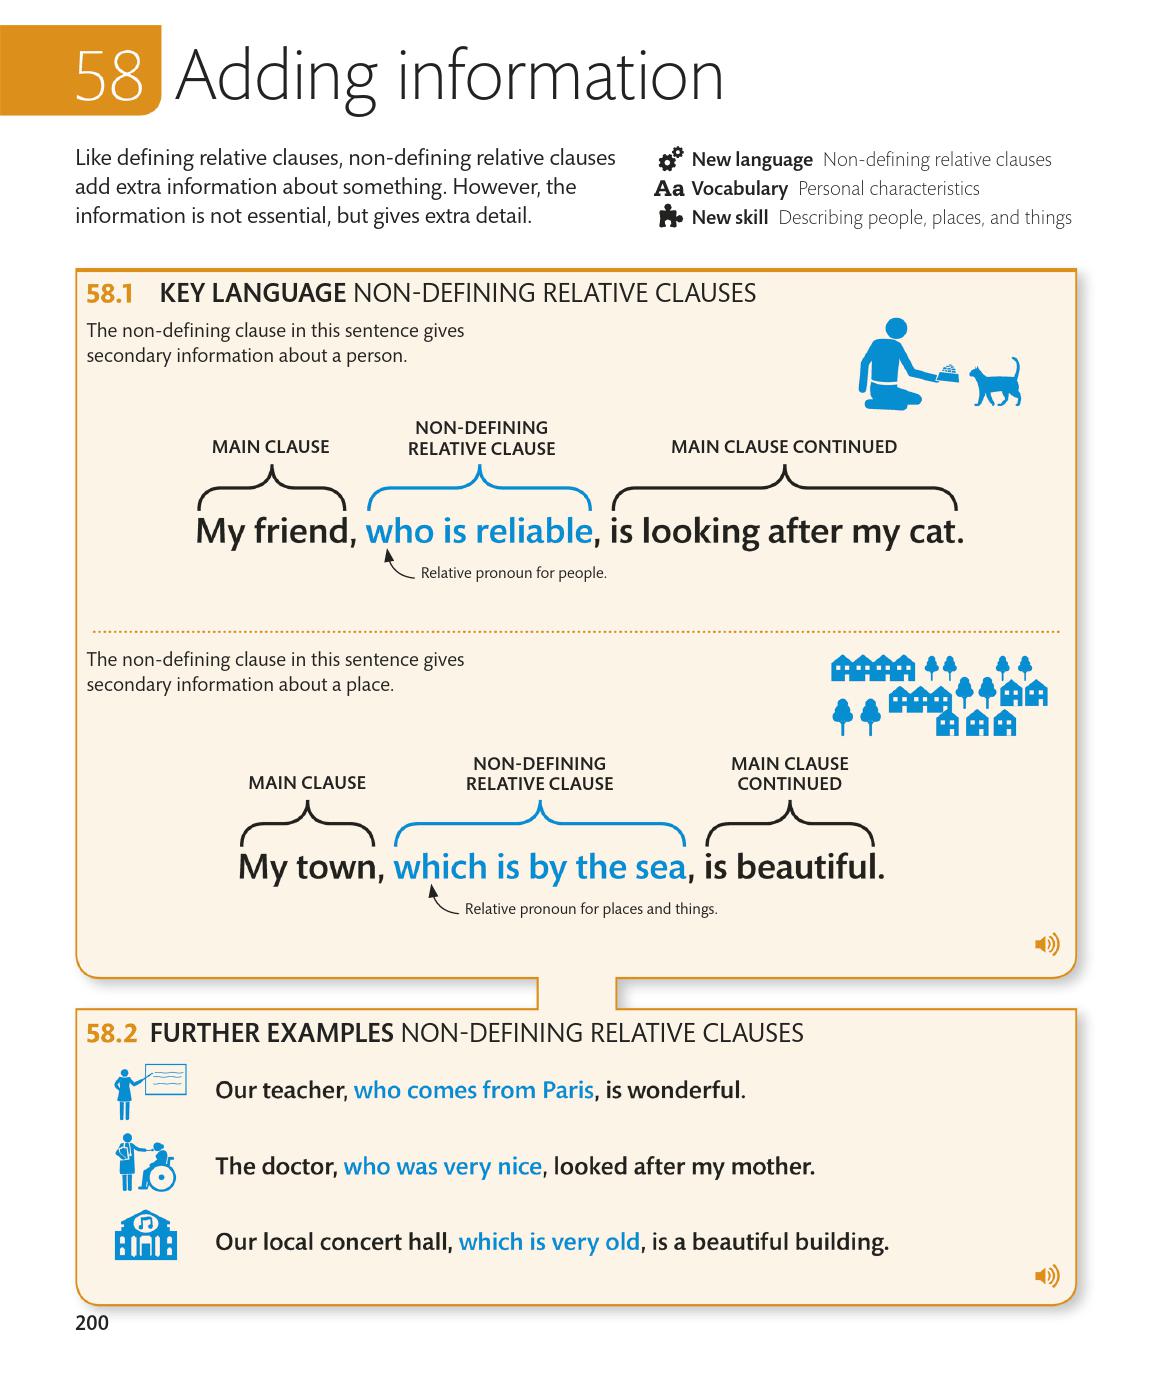 58 Adding information
Like defining relative clauses, non-defining relative clauses
add extra information about something. However, the
information is not essential, but gives extra detail.
New language Non-defining relative clauses
Aa Vocabulary Personal characteristics
New skill Describing people, places, and things
58.1 KEY LANGUAGE NON-DEFINING RELATIVE CLAUSES
The non-defining clause in this sentence gives
secondary information about a person.
MAIN CLAUSE
NON-DEFINING
RELATIVE CLAUSE
MAIN CLAUSE CONTINUED
My friend, who is reliable, is looking after my cat.
Relative pronoun for people.
The non-defining clause in this sentence gives
secondary information about a place.
MAIN CLAUSE
NON-DEFINING
RELATIVE CLAUSE
MAIN CLAUSE
CONTINUED
My town, which is by the sea, is beautiful.
Relative pronoun for places and things.
58.2 FURTHER EXAMPLES NON-DEFINING RELATIVE CLAUSES
Our teacher, who comes from Paris, is wonderful.
The doctor, who was very nice, looked after my mother.
Our local concert hall, which is very old, is a beautiful building.
200